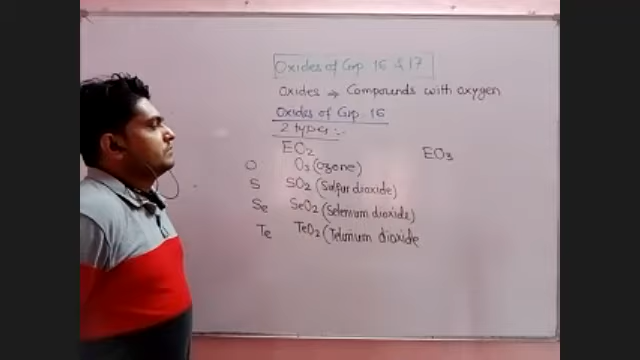 Oxides of Grp. 16 & 17
Oxides → Compounds with oxygen
Oxides of Grp. 16
2 types :-
EO2 EO3
O O3 (ozone)
S SO2 (Sulfur dioxide)
Se SeO2 (Selenium dioxide)
Te TeO2 (Telurium dioxide